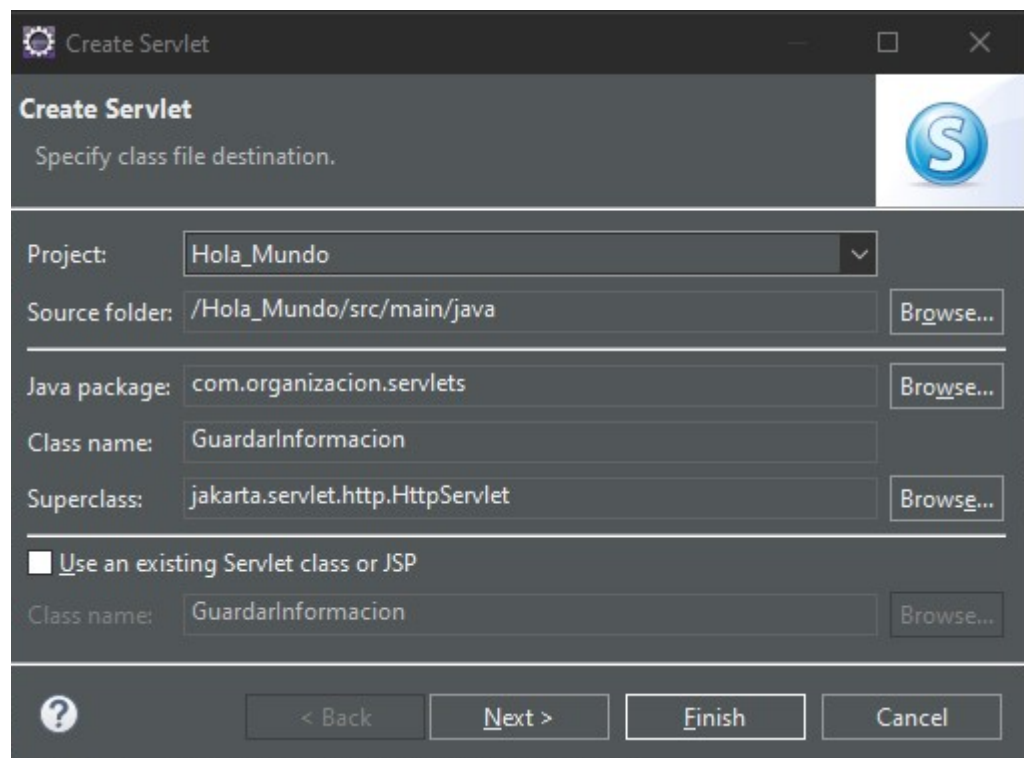 Create Servlet
Create Servlet
Specify class file destination.
S
Project: Hola_Mundo
Source folder: /Hola_Mundo/src/main/java Browse...
Java package: com.organizacion.servlets Browse...
Class name: GuardarInformacion
Superclass: jakarta.servlet.http.HttpServlet Browse...
Use an existing Servlet class or JSP
Class name: GuardarInformacion Browse...
? < Back Next > Finish Cancel